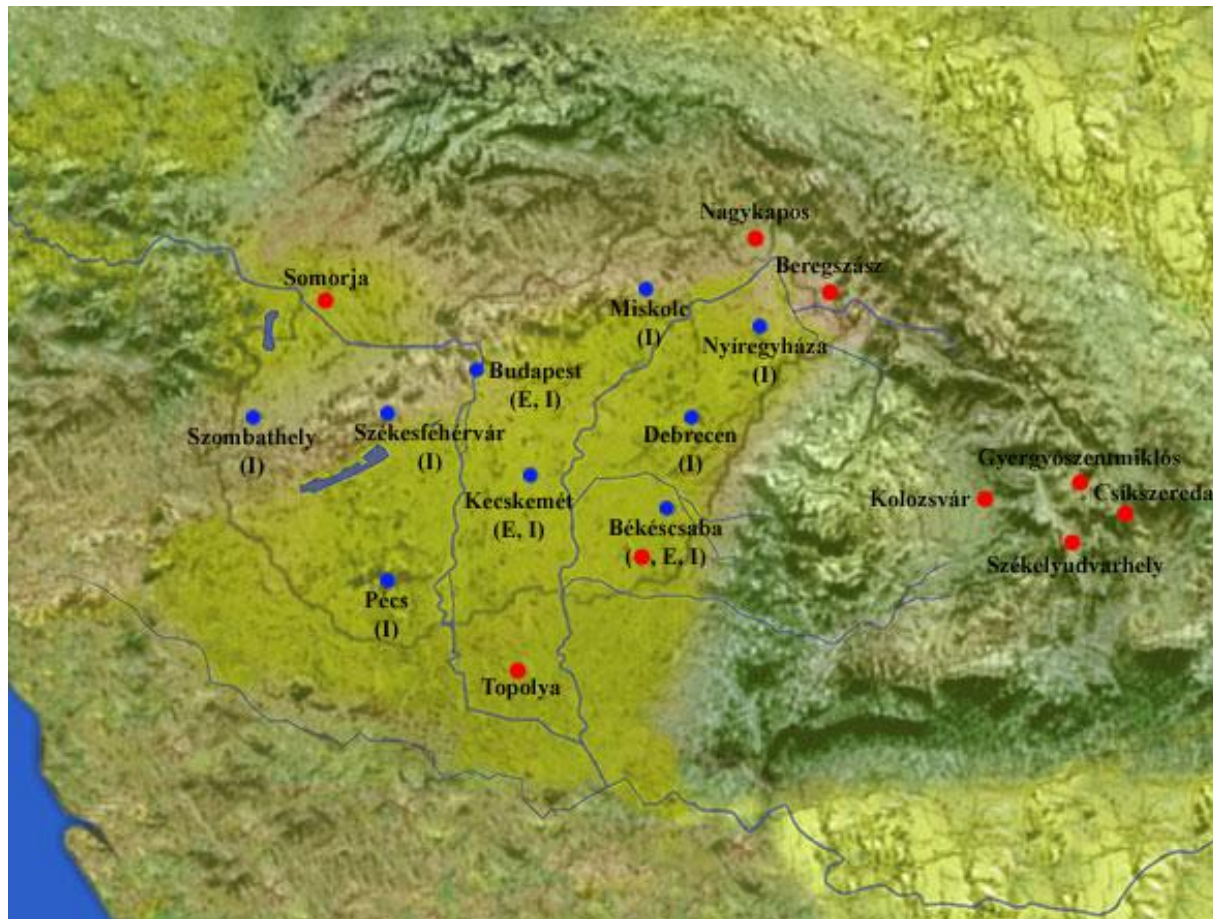 Nagykapos
Beregszász
Somorja
Miskolc
(I)
Nyíregyháza
(I)
Budapest
(E, I)
Szombathely
(I)
Székesfehérvár
(I)
Debrecen
(I)
Gyergyószentmiklós
Csíkszereda
Kolozsvár
Kecskemét
(E, I)
Békéscsaba
( , E, I)
Székelyudvarhely
Pécs
(I)
Topolya